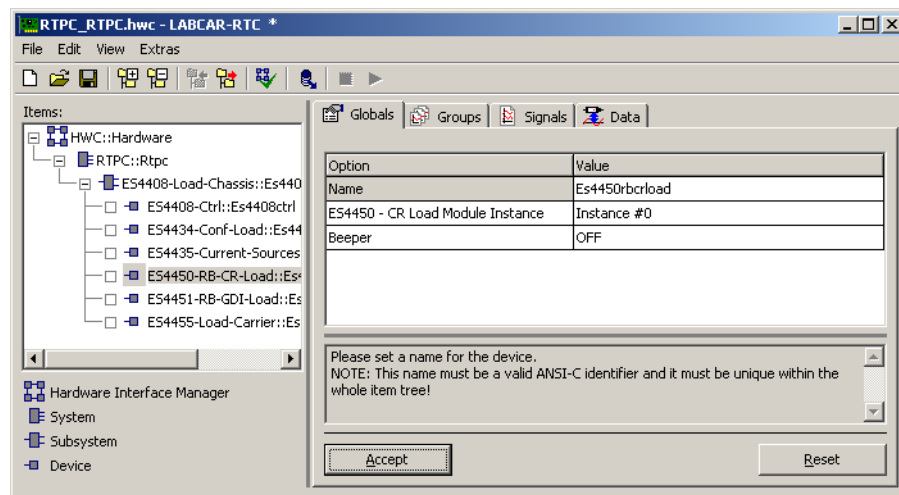 RTPC_RTPC.hwc - LABCAR-RTC *
File Edit View Extras
Items:
HWC::Hardware
RTPC::Rtpc
ES4408-Load-Chassis::Es440
ES4408-Ctrl::Es4408ctrl
ES4434-Conf-Load::Es44
ES4435-Current-Sources
ES4450-RB-CR-Load::Es4
ES4451-RB-GDI-Load::Es
ES4455-Load-Carrier::Es
Hardware Interface Manager
System
Subsystem
Device
Globals Groups Signals Data
Option Value
Name Es4450rbcrload
ES4450 - CR Load Module Instance Instance #0
Beeper OFF
Please set a name for the device.
NOTE: This name must be a valid ANSI-C identifier and it must be unique within the
whole item tree!
Accept Reset